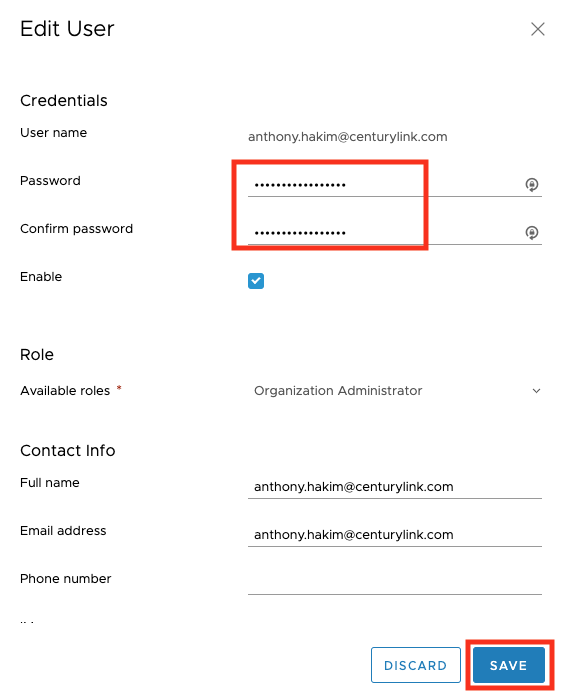 Edit User
Credentials
User name anthony.hakim@centurylink.com
Password •••••••••••••••••
Confirm password •••••••••••••••••
Enable
Role
Available roles * Organization Administrator
Contact Info
Full name anthony.hakim@centurylink.com
Email address anthony.hakim@centurylink.com
Phone number
DISCARD SAVE